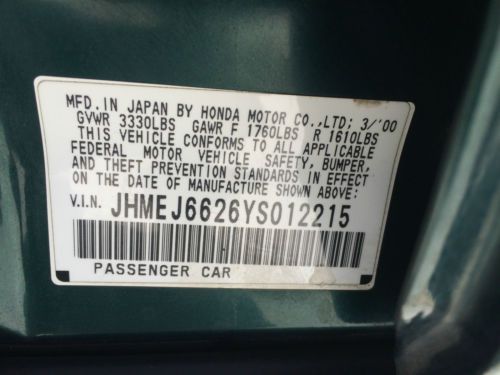 MFD. IN JAPAN BY HONDA MOTOR CO.,LTD; 3/'00
GVWR 3330LBS GAWR F 1760LBS R 1610LBS
THIS VEHICLE CONFORMS TO ALL APPLICABLE
FEDERAL MOTOR VEHICLE SAFETY, BUMPER,
AND THEFT PREVENTION STANDARDS IN EFFECT
ON THE DATE OF MANUFACTURE SHOWN ABOVE:
V.I.N. JHMEJ6626YS012215
PASSENGER CAR